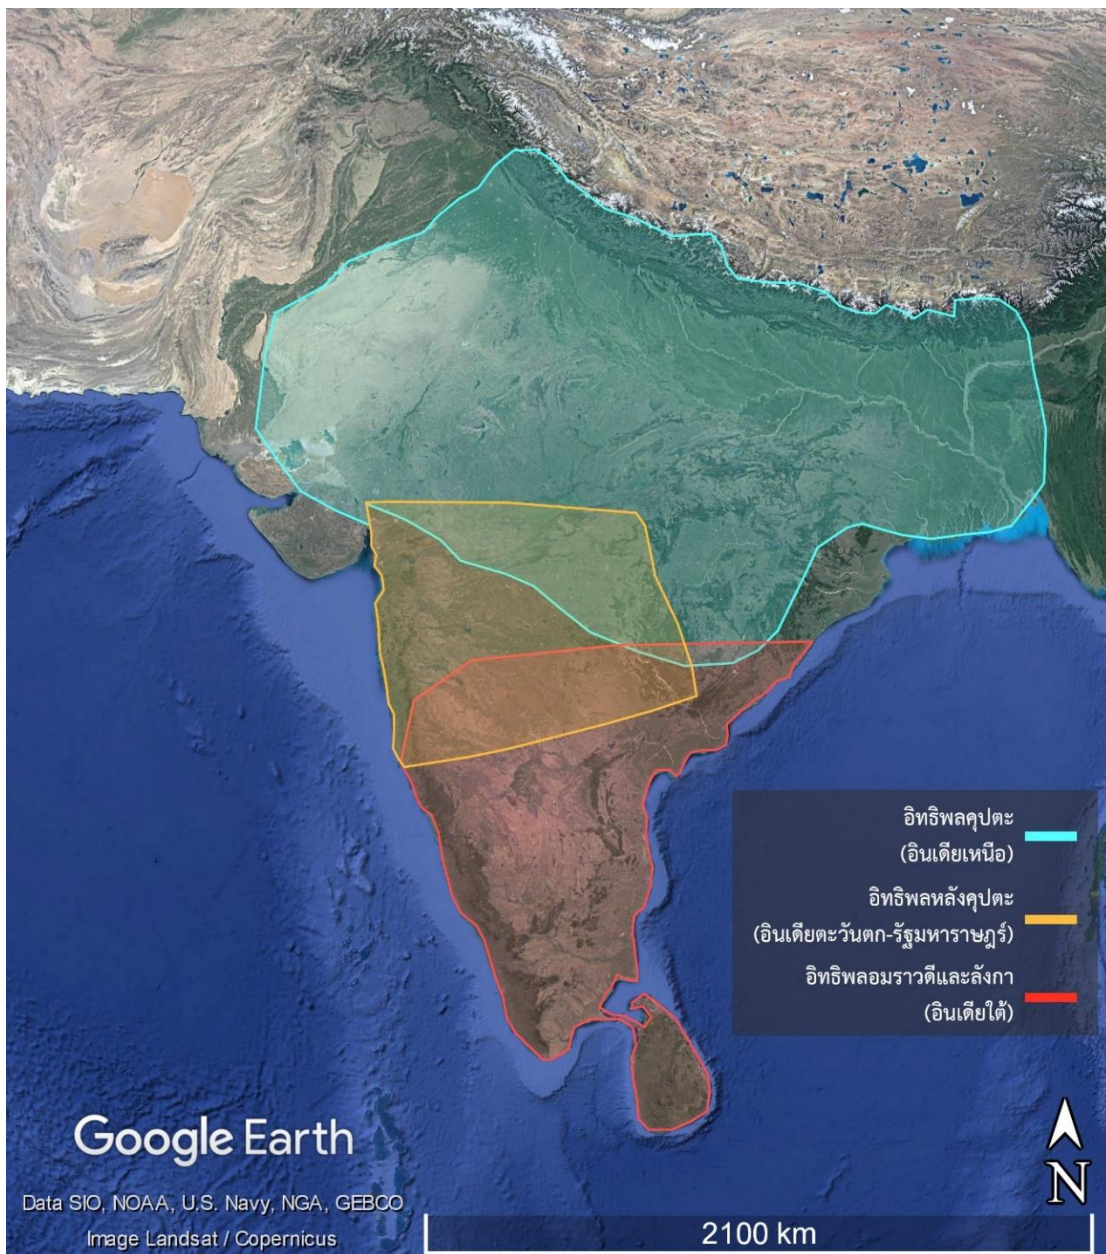 อิทธิพลคุปตะ
(อินเดียเหนือ)
อิทธิพลหลังคุปตะ
(อินเดียตะวันตก-รัฐมหาราษฎร์)
อิทธิพลอมราวดีและลังกา
(อินเดียใต้)
Google Earth
N
Data SIO, NOAA, U.S. Navy, NGA, GEBCO
Image Landsat / Copernicus
2100 km